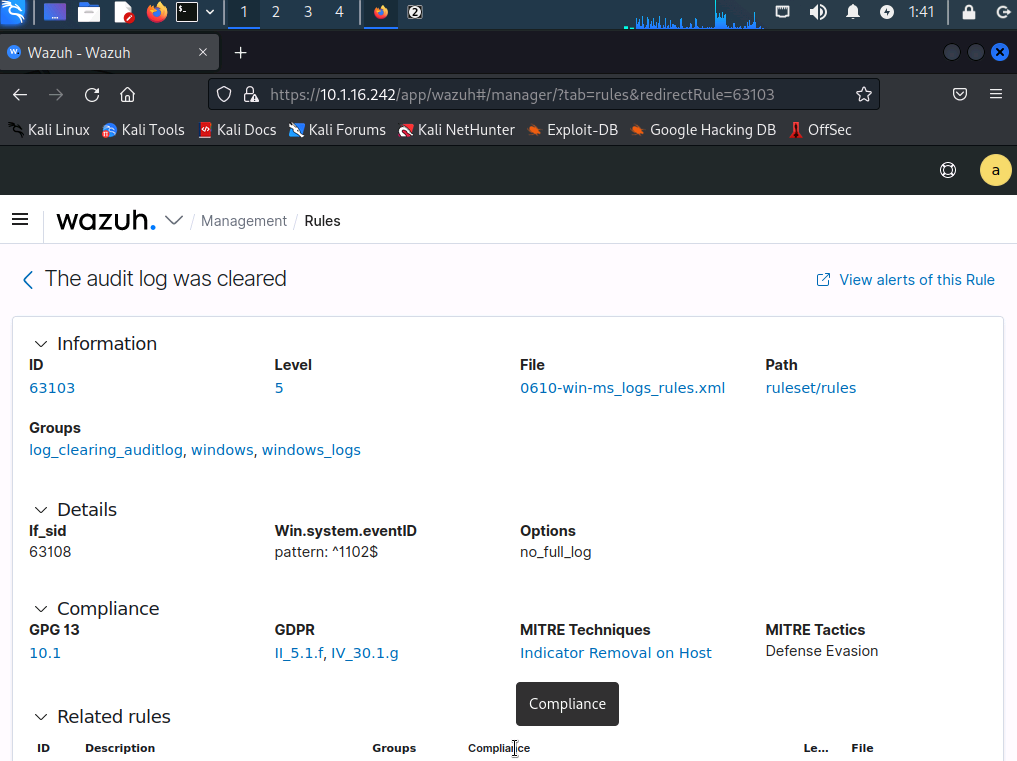 1 2 3 4 2 1:41
Wazuh - Wazuh
https://10.1.16.242/app/wazuh#/manager/?tab=rules&redirectRule=63103
Kali Linux Kali Tools Kali Docs Kali Forums Kali NetHunter Exploit-DB Google Hacking DB OffSec
a
wazuh. / Management / Rules
The audit log was cleared View alerts of this Rule
Information
ID Level File Path
63103 5 0610-win-ms_logs_rules.xml ruleset/rules
Groups
log_clearing_auditlog, windows, windows_logs
Details
If_sid Win.system.eventID Options
63108 pattern: ^1102$ no_full_log
Compliance
GPG 13 GDPR MITRE Techniques MITRE Tactics
10.1 II_5.1.f, IV_30.1.g Indicator Removal on Host Defense Evasion
Compliance
Related rules
ID Description Groups Compliance Le... File